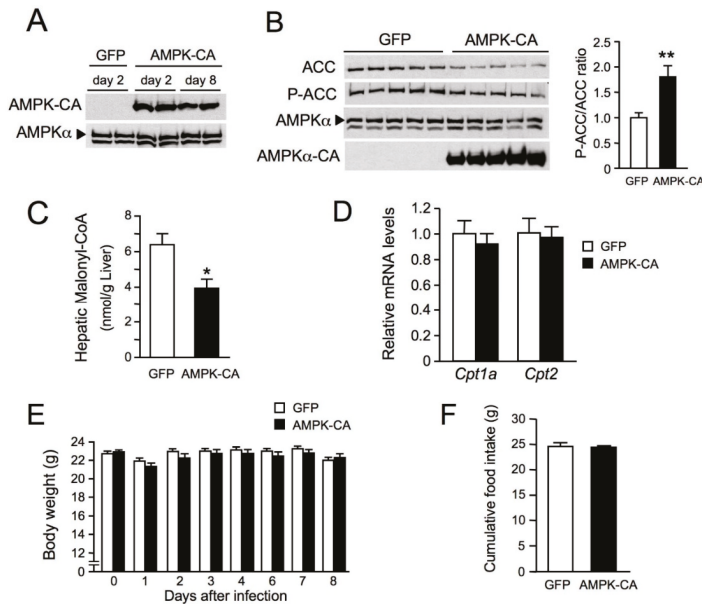 A
GFP AMPK-CA
day 2 day 2 day 8
AMPK-CA
AMPKα
B
GFP AMPK-CA
ACC
P-ACC
AMPKα
AMPKα-CA
P-ACC/ACC ratio
2.5
2.0
1.5
1.0
0.5
0
**
GFP AMPK-CA
C
Hepatic Malonyl-CoA
(nmol/g Liver)
8
6
4
2
0
*
GFP AMPK-CA
D
Relative mRNA levels
1.2
1.0
0.8
0.6
0.4
0.2
0
Cpt1a Cpt2
GFP
AMPK-CA
E
GFP
AMPK-CA
Body weight (g)
24
22
20
18
16
14
12
22
0
0 1 2 3 4 6 7 8
Days after infection
F
Cumulative food intake (g)
30
25
20
15
10
5
0
GFP AMPK-CA